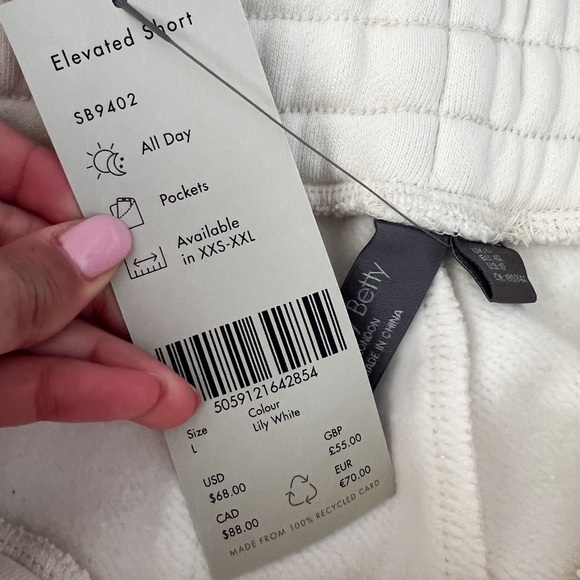 Elevated Short
SB9402
All Day
Pockets
Available
in XXS-XXL
5059121642854
Size
L
Colour
Lily White
USD
$68.00
GBP
£55.00
CAD
$88.00
EUR
€70.00
MADE FROM 100% RECYCLED CARD
Betty
LONDON
MADE IN CHINA